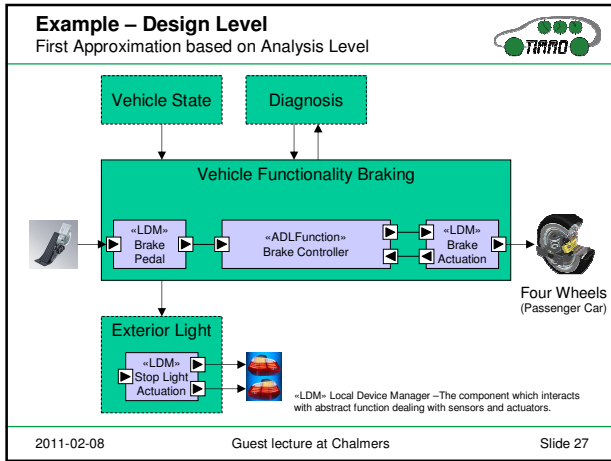 Example – Design Level
First Approximation based on Analysis Level
TIMMO
Vehicle State
Diagnosis
Vehicle Functionality Braking
«LDM»
Brake
Pedal
«ADLFunction»
Brake Controller
«LDM»
Brake
Actuation
Four Wheels
(Passenger Car)
Exterior Light
«LDM»
Stop Light
Actuation
«LDM» Local Device Manager –The component which interacts
with abstract function dealing with sensors and actuators.
2011-02-08
Guest lecture at Chalmers
Slide 27